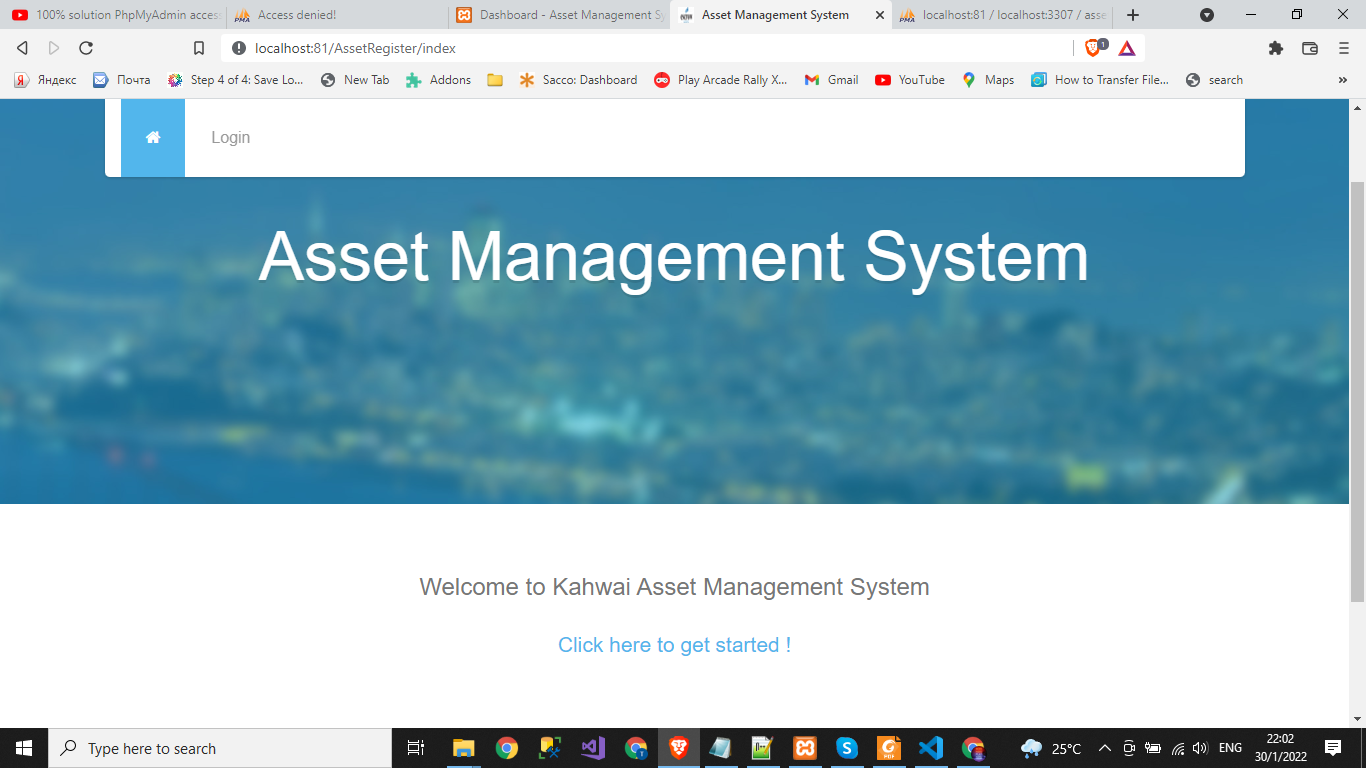 100% solution PhpMyAdmin acces
Access denied!
Dashboard - Asset Management Sy
Asset Management System
localhost:81 / localhost:3307 / asse
localhost:81/AssetRegister/index
1
Яндекс
Почта
Step 4 of 4: Save Lo...
New Tab
Addons
Sacco: Dashboard
Play Arcade Rally X...
Gmail
YouTube
Maps
How to Transfer File...
search
»
Login
Asset Management System
Welcome to Kahwai Asset Management System
Click here to get started !
Type here to search
25°C
ENG
22:02
30/1/2022